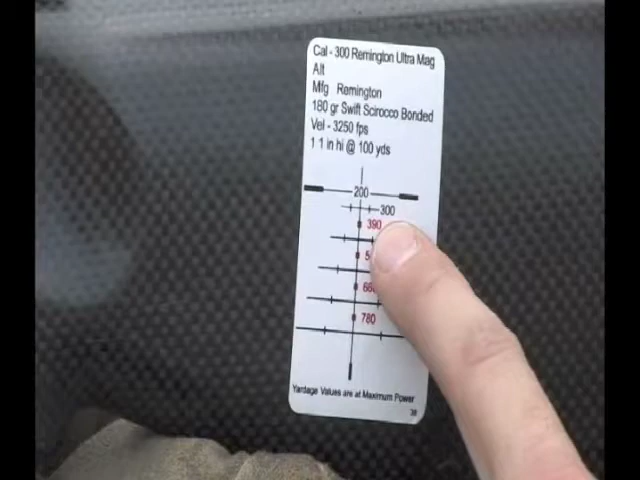 Cal - 300 Remington Ultra Mag
Alt
Mfg Remington
180 gr Swift Scirocco Bonded
Vel - 3250 fps
1 1 in hi @ 100 yds
200
300
390
780
Yardage Values are at Maximum Power
38